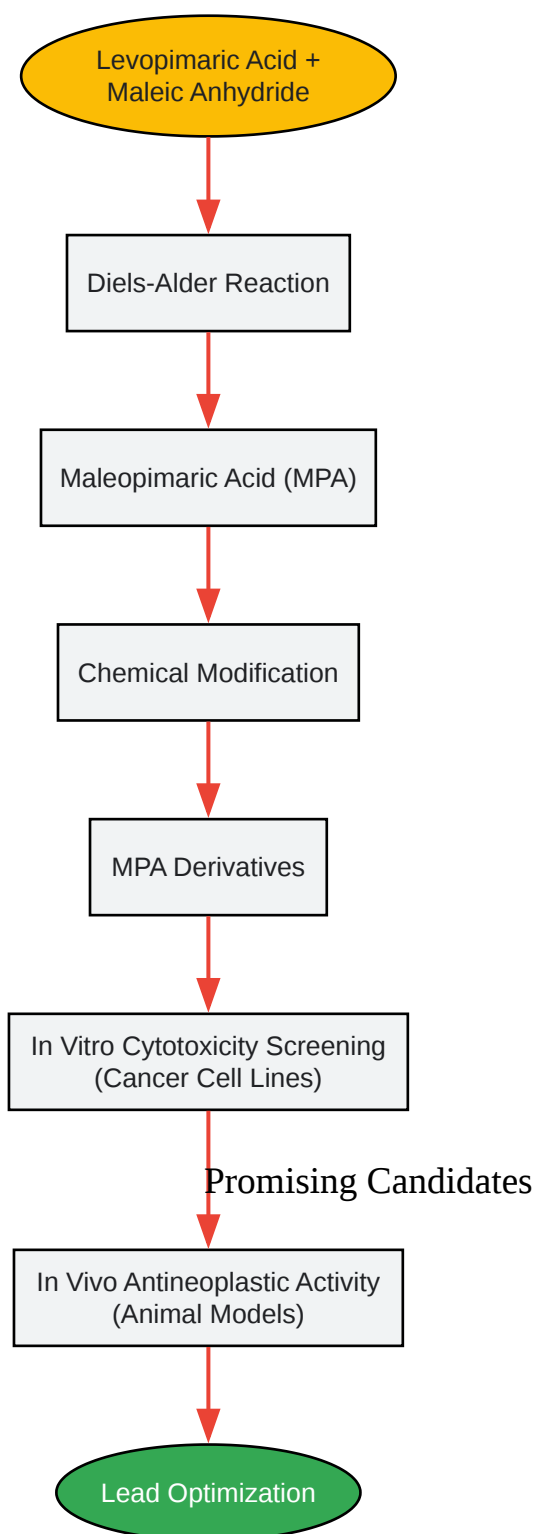 Levopimaric Acid +
Maleic Anhydride
Diels-Alder Reaction
Maleopimaric Acid (MPA)
Chemical Modification
MPA Derivatives
In Vitro Cytotoxicity Screening
(Cancer Cell Lines)
Promising Candidates
In Vivo Antineoplastic Activity
(Animal Models)
Lead Optimization